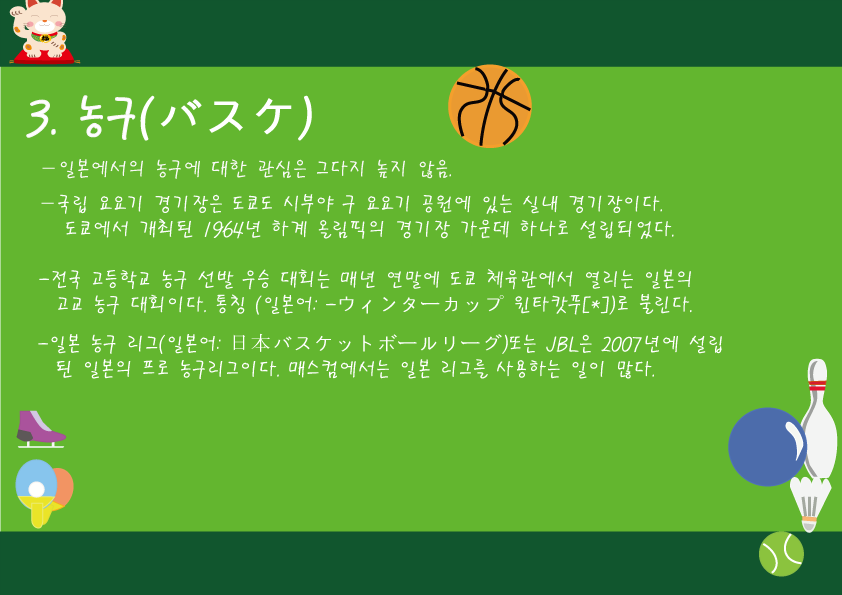 3. 농구(バスケ)
-일본에서의 농구에 대한 관심은 그다지 높지 않음.
-국립 요요기 경기장은 도쿄도 시부야 구 요요기 공원에 있는 실내 경기장이다.
도쿄에서 개최된 1964년 하계 올림픽의 경기장 가운데 하나로 설립되었다.
-전국 고등학교 농구 선발 우승 대회는 매년 연말에 도쿄 체육관에서 열리는 일본의
고교 농구 대회이다. 통칭 (일본어: -ウィンターカップ 윈타캇푸[*])로 불린다.
-일본 농구 리그(일본어: 日本バスケットボールリーグ)또는 JBL은 2007년에 설립
된 일본의 프로 농구리그이다. 매스컴에서는 일본 리그를 사용하는 일이 많다.